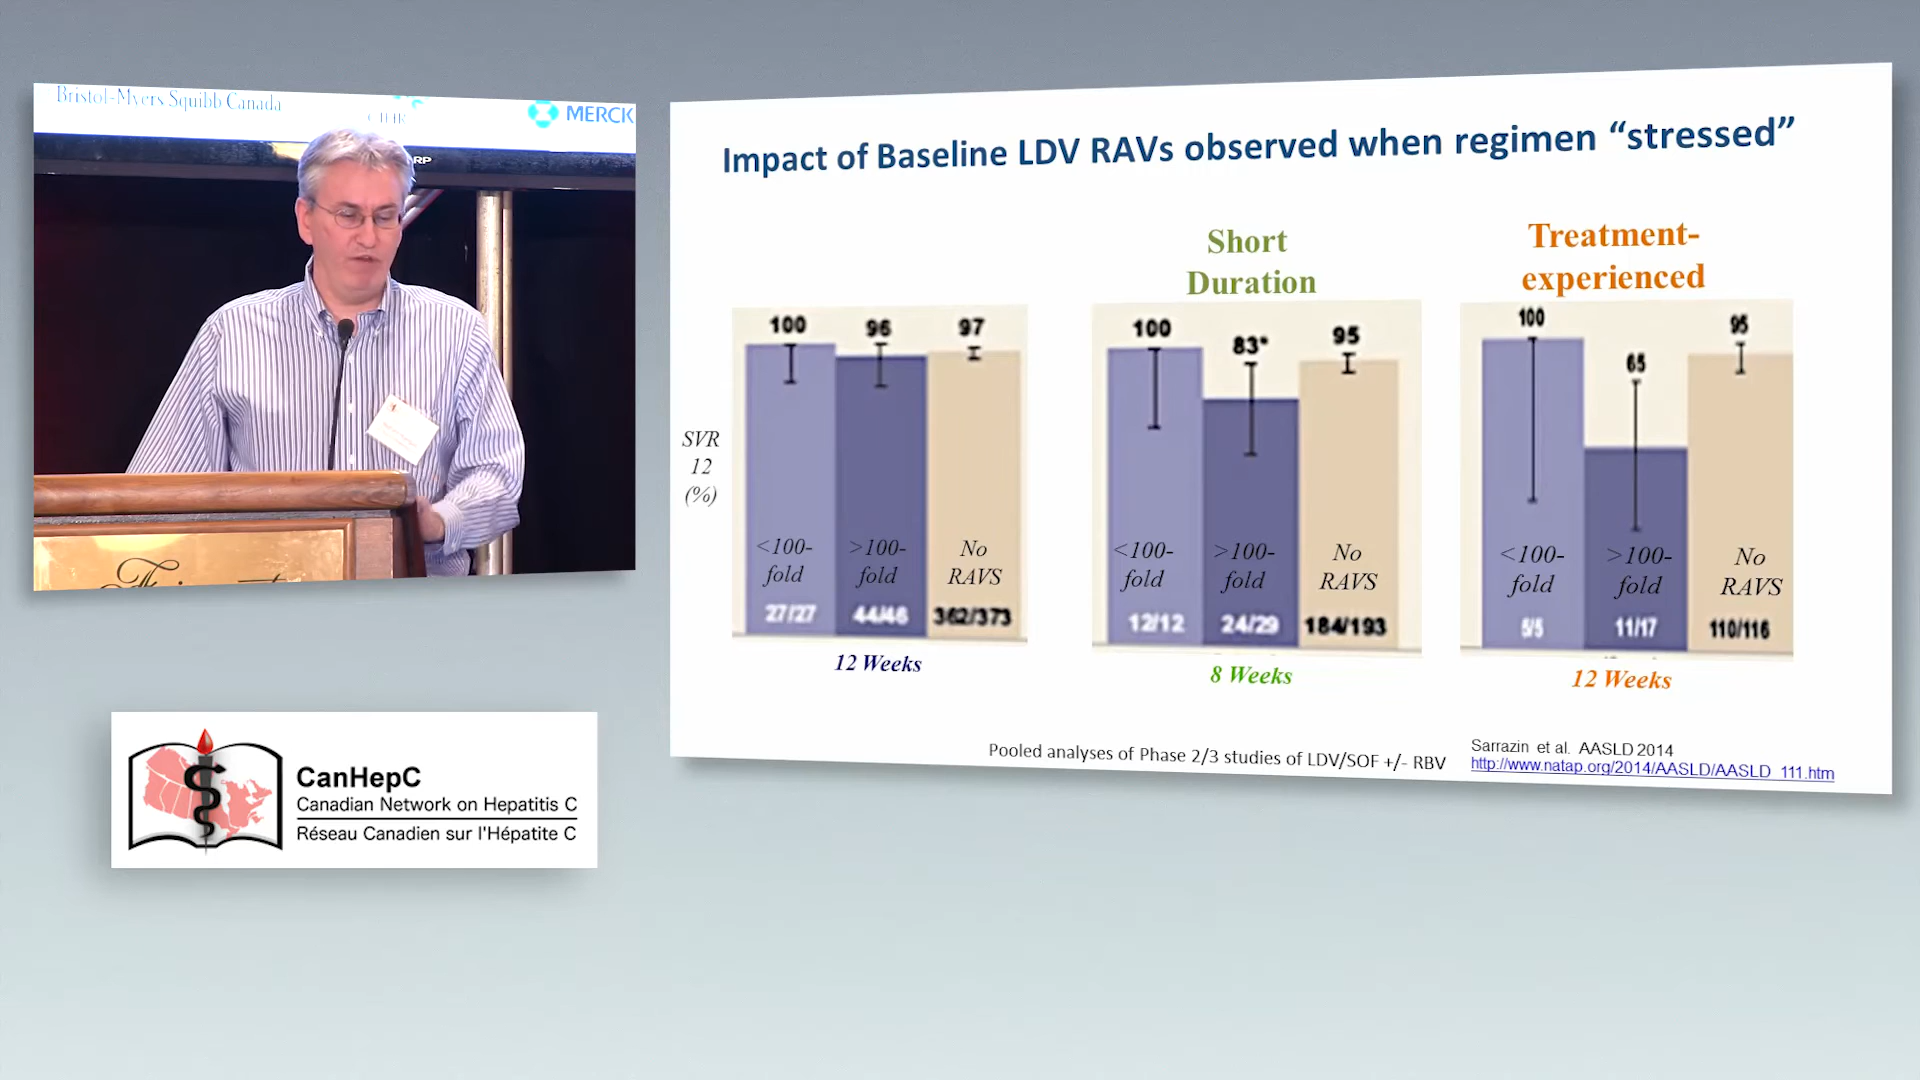 Bristol-Myers Squibb Canada
CIHR
MERCK
RP
CanHepC
Canadian Network on Hepatitis C
Réseau Canadien sur l'Hépatite C
Impact of Baseline LDV RAVs observed when regimen “stressed”
Short
Duration
Treatment-
experienced
SVR
12
(%)
100 96 97
<100-
fold
>100-
fold
No
RAVS
27/27 44/46 362/373
12 Weeks
100 83* 95
<100-
fold
>100-
fold
No
RAVS
12/12 24/29 184/193
8 Weeks
100 65 95
<100-
fold
>100-
fold
No
RAVS
5/5 11/17 110/116
12 Weeks
Pooled analyses of Phase 2/3 studies of LDV/SOF +/- RBV
Sarrazin et al. AASLD 2014
http://www.natap.org/2014/AASLD/AASLD_111.htm